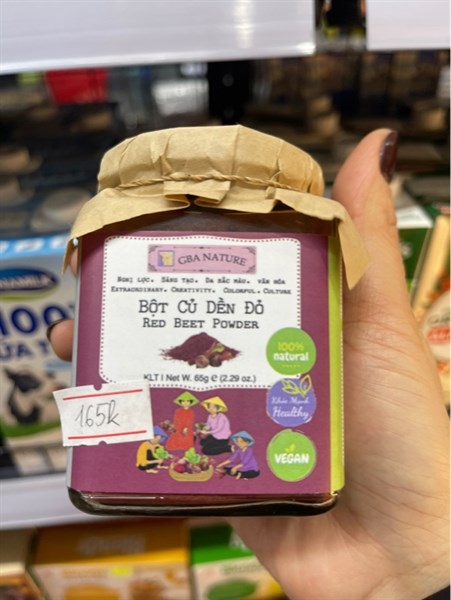 GBA NATURE
NGHỊ LỰC. SÁNG TẠO. ĐA SẮC MÀU. VĂN HÓA
EXTRAORDINARY. CREATIVITY. COLORFUL. CULTURE
BỘT CỦ DỀN ĐỎ
RED BEET POWDER
KLT | Net W. 65g e (2.29 oz.)
100%
natural
Khỏe Mạnh
Healthy
VEGAN
165k